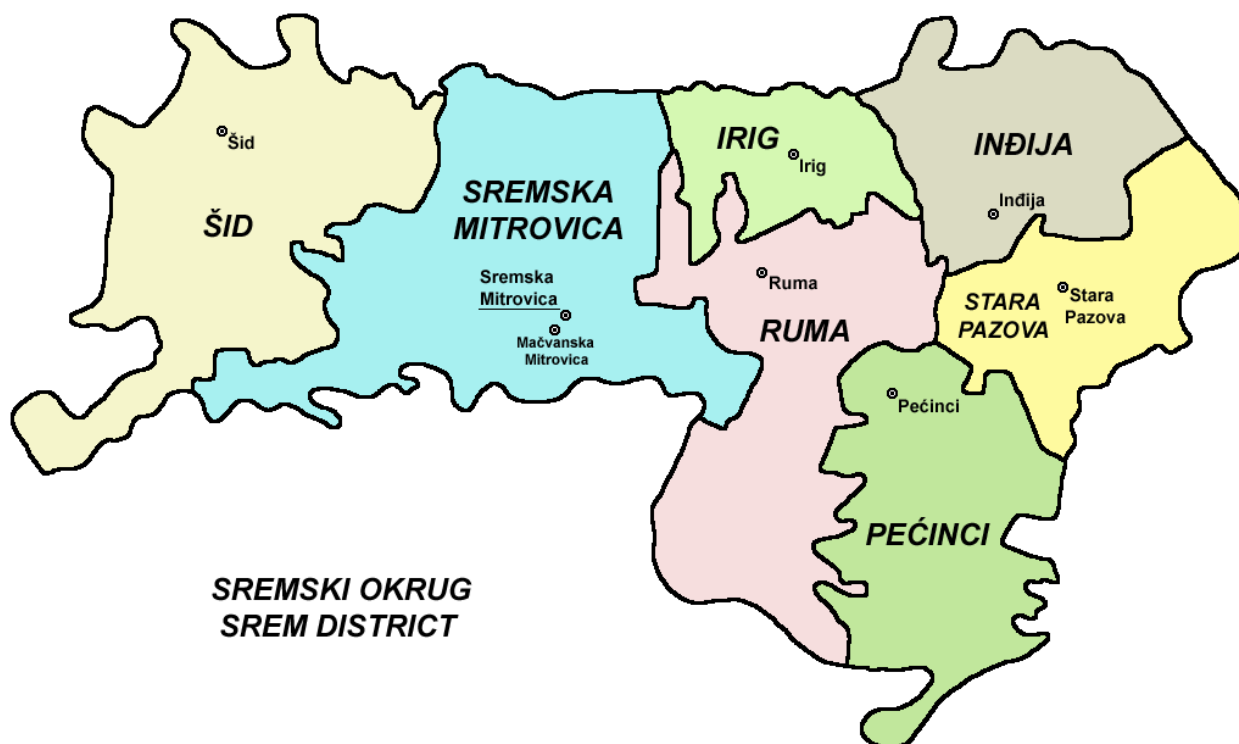 Šid
ŠID
SREMSKA
MITROVICA
Sremska
Mitrovica
Mačvanska
Mitrovica
IRIG
Irig
INĐIJA
Inđija
Ruma
RUMA
STARA
PAZOVA
Stara
Pazova
Pećinci
PEĆINCI
SREMSKI OKRUG
SREM DISTRICT